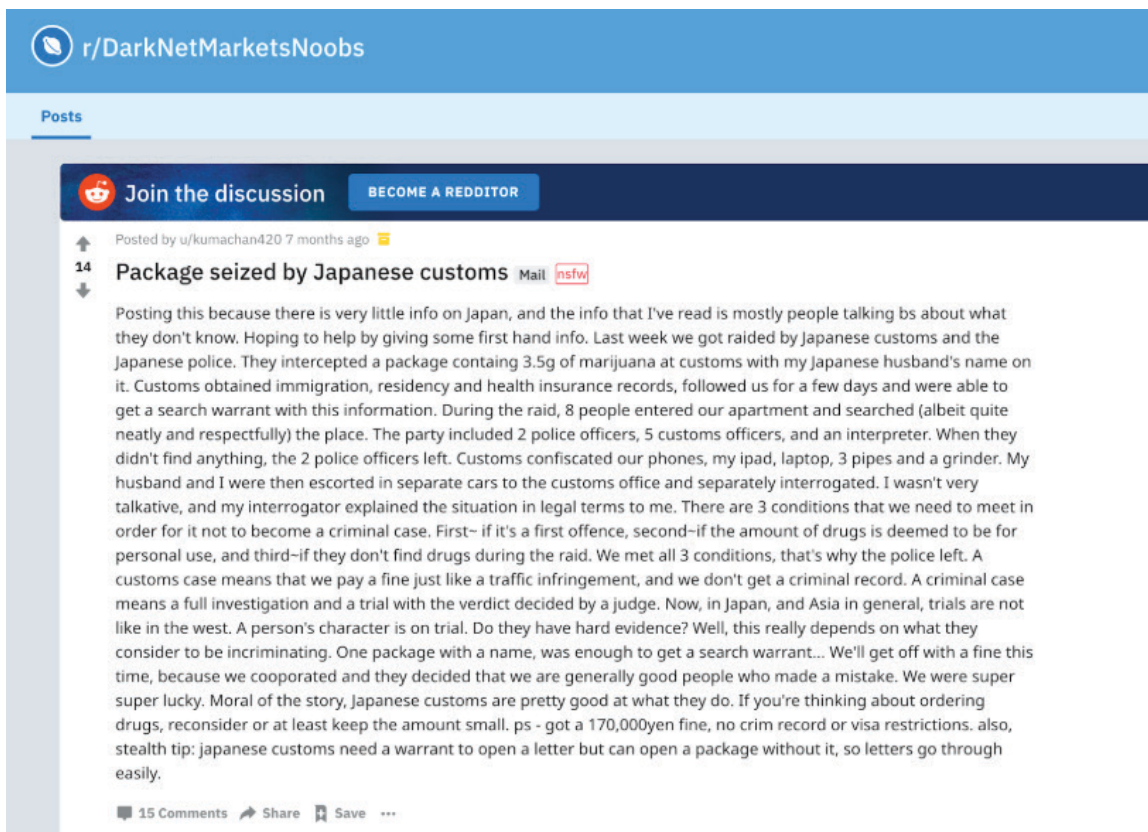 r/DarkNetMarketsNoobs
Posts
Join the discussion BECOME A REDDITOR
Posted by u/kumachan420 7 months ago
14
Package seized by Japanese customs Mail nsfw
Posting this because there is very little info on Japan, and the info that I've read is mostly people talking bs about what
they don't know. Hoping to help by giving some first hand info. Last week we got raided by Japanese customs and the
Japanese police. They intercepted a package containg 3.5g of marijuana at customs with my Japanese husband's name on
it. Customs obtained immigration, residency and health insurance records, followed us for a few days and were able to
get a search warrant with this information. During the raid, 8 people entered our apartment and searched (albeit quite
neatly and respectfully) the place. The party included 2 police officers, 5 customs officers, and an interpreter. When they
didn't find anything, the 2 police officers left. Customs confiscated our phones, my ipad, laptop, 3 pipes and a grinder. My
husband and I were then escorted in separate cars to the customs office and separately interrogated. I wasn't very
talkative, and my interrogator explained the situation in legal terms to me. There are 3 conditions that we need to meet in
order for it not to become a criminal case. First~ if it's a first offence, second~if the amount of drugs is deemed to be for
personal use, and third~if they don't find drugs during the raid. We met all 3 conditions, that's why the police left. A
customs case means that we pay a fine just like a traffic infringement, and we don't get a criminal record. A criminal case
means a full investigation and a trial with the verdict decided by a judge. Now, in Japan, and Asia in general, trials are not
like in the west. A person's character is on trial. Do they have hard evidence? Well, this really depends on what they
consider to be incriminating. One package with a name, was enough to get a search warrant... We'll get off with a fine this
time, because we cooporated and they decided that we are generally good people who made a mistake. We were super
super lucky. Moral of the story, Japanese customs are pretty good at what they do. If you're thinking about ordering
drugs, reconsider or at least keep the amount small. ps - got a 170,000yen fine, no crim record or visa restrictions. also,
stealth tip: japanese customs need a warrant to open a letter but can open a package without it, so letters go through
easily.
15 Comments Share Save ...